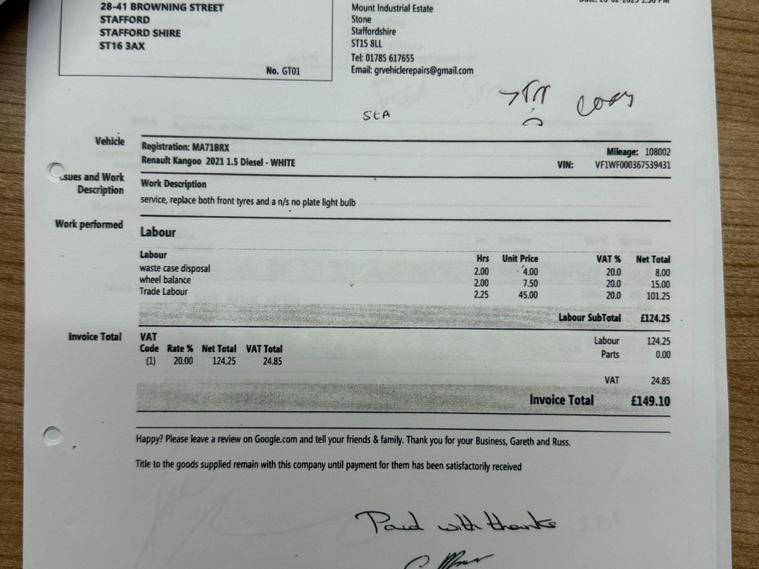 28-41 BROWNING STREET
STAFFORD
STAFFORD SHIRE
ST16 3AX
No. GT01
Mount Industrial Estate
Stone
Staffordshire
ST15 8LL
Tel: 01785 617655
Email: grvehiclerepairs@gmail.com
copy
Vehicle
Registration: MA71BRX
Mileage: 108002
Renault Kangoo 2021 1.5 Diesel - WHITE
VIN: VF1WF000367539431
Issues and Work Description
Work Description
service, replace both front tyres and a n/s no plate light bulb
Work performed
Labour
Labour Hrs Unit Price VAT % Net Total
waste case disposal 2.00 4.00 20.0 8.00
wheel balance 2.00 7.50 20.0 15.00
Trade Labour 2.25 45.00 20.0 101.25
Labour SubTotal £124.25
Invoice Total
VAT
Code Rate % Net Total VAT Total
(1) 20.00 124.25 24.85
Labour 124.25
Parts 0.00
VAT 24.85
Invoice Total £149.10
Happy? Please leave a review on Google.com and tell your friends & family. Thank you for your Business, Gareth and Russ.
Title to the goods supplied remain with this company until payment for them has been satisfactorily received
Paid with thanks